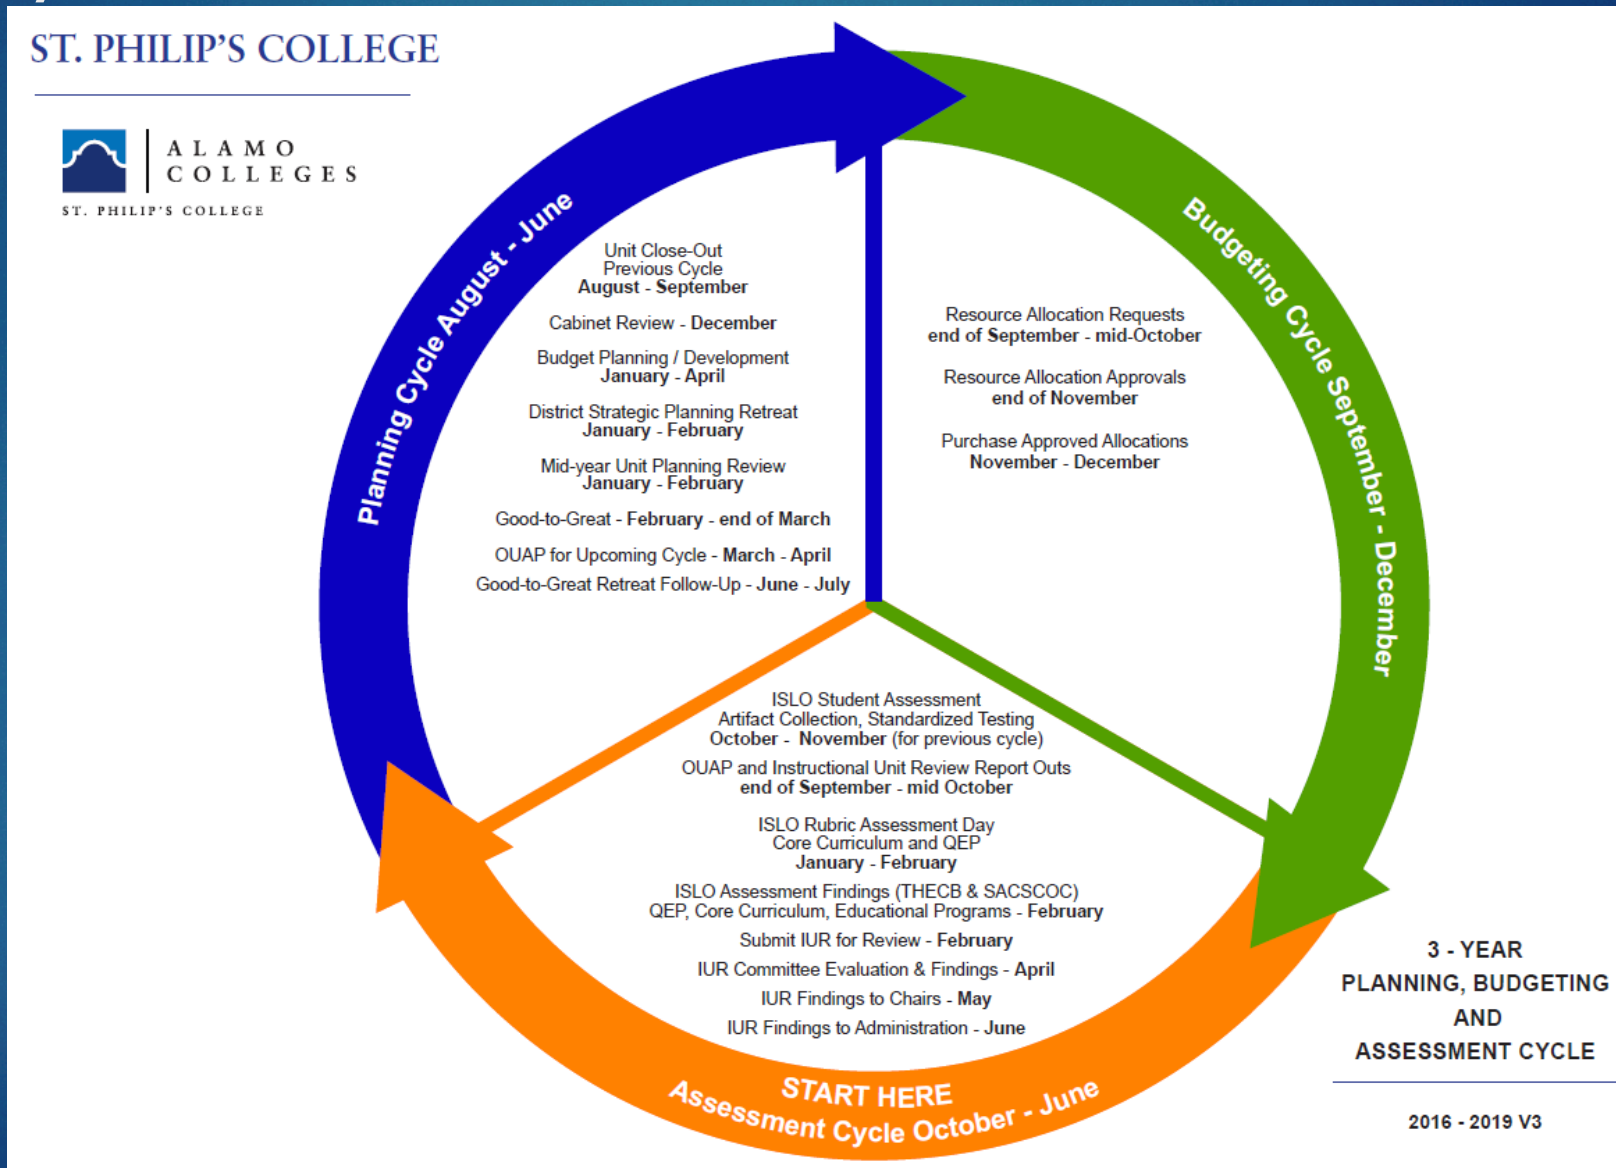 ST. PHILIP'S COLLEGE
ALAMO
COLLEGES
ST. PHILIP'S COLLEGE
Planning Cycle August - June
Unit Close-Out
Previous Cycle
August - September
Cabinet Review - December
Budget Planning / Development
January - April
District Strategic Planning Retreat
January - February
Mid-year Unit Planning Review
January - February
Good-to-Great - February - end of March
OUAP for Upcoming Cycle - March - April
Good-to-Great Retreat Follow-Up - June - July
Budgeting Cycle September - December
Resource Allocation Requests
end of September - mid-October
Resource Allocation Approvals
end of November
Purchase Approved Allocations
November - December
ISLO Student Assessment
Artifact Collection, Standardized Testing
October - November (for previous cycle)
OUAP and Instructional Unit Review Report Outs
end of September - mid October
ISLO Rubric Assessment Day
Core Curriculum and QEP
January - February
ISLO Assessment Findings (THECB & SACSCOC)
QEP, Core Curriculum, Educational Programs - February
Submit IUR for Review - February
IUR Committee Evaluation & Findings - April
IUR Findings to Chairs - May
IUR Findings to Administration - June
START HERE
Assessment Cycle October - June
3 - YEAR
PLANNING, BUDGETING
AND
ASSESSMENT CYCLE
2016 - 2019 V3